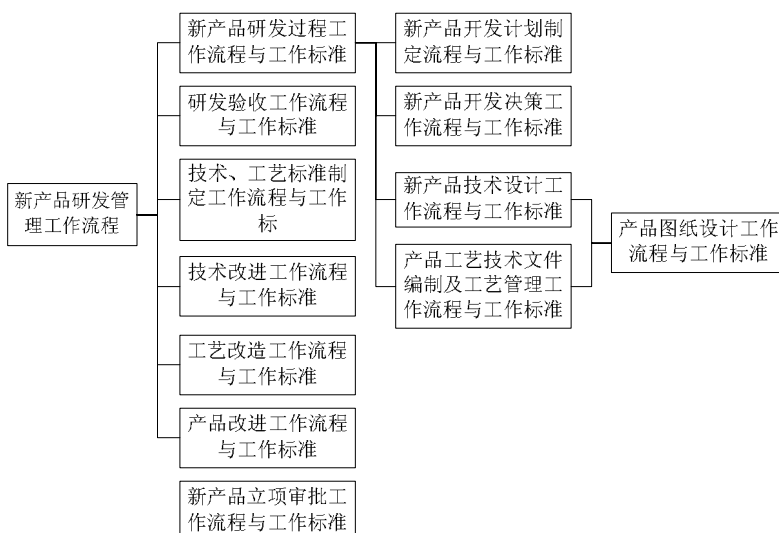 新产品研发管
理工作流程
新产品研发过程工
作流程与工作标准
研发验收工作流程
与工作标准
技术、工艺标准制
定工作流程与工作
标
技术改进工作流程
与工作标准
工艺改造工作流程
与工作标准
产品改进工作流程
与工作标准
新产品立项审批工
作流程与工作标准
新产品开发计划制
定流程与工作标准
新产品开发决策工
作流程与工作标准
新产品技术设计工
作流程与工作标准
产品工艺技术文件
编制及工艺管理工
作流程与工作标准
产品图纸设计工作
流程与工作标准